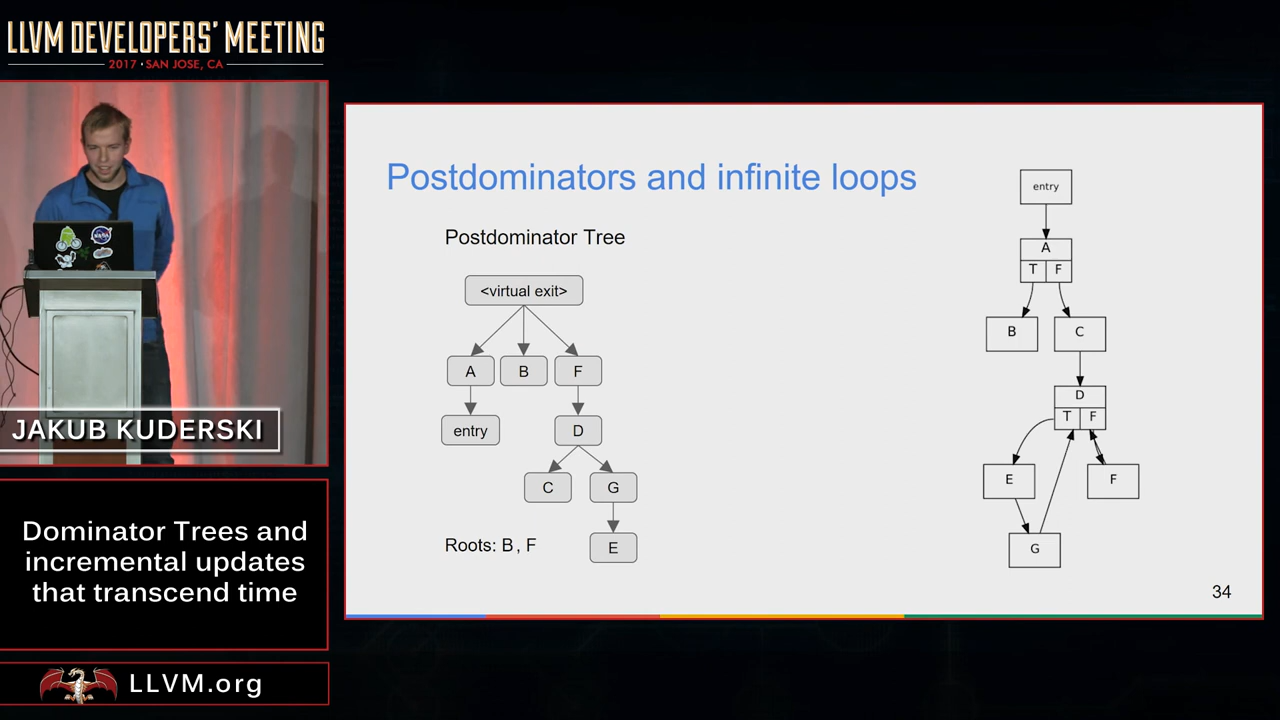 LLVM DEVELOPERS' MEETING
2017 · SAN JOSE, CA
NASA
JAKUB KUDERSKI
Dominator Trees and
incremental updates
that transcend time
LLVM.org
Postdominators and infinite loops
Postdominator Tree
<virtual exit>
A B F
entry D
C G
E
Roots: B, F
entry
A
T F
B C
D
T F
E F
G
34